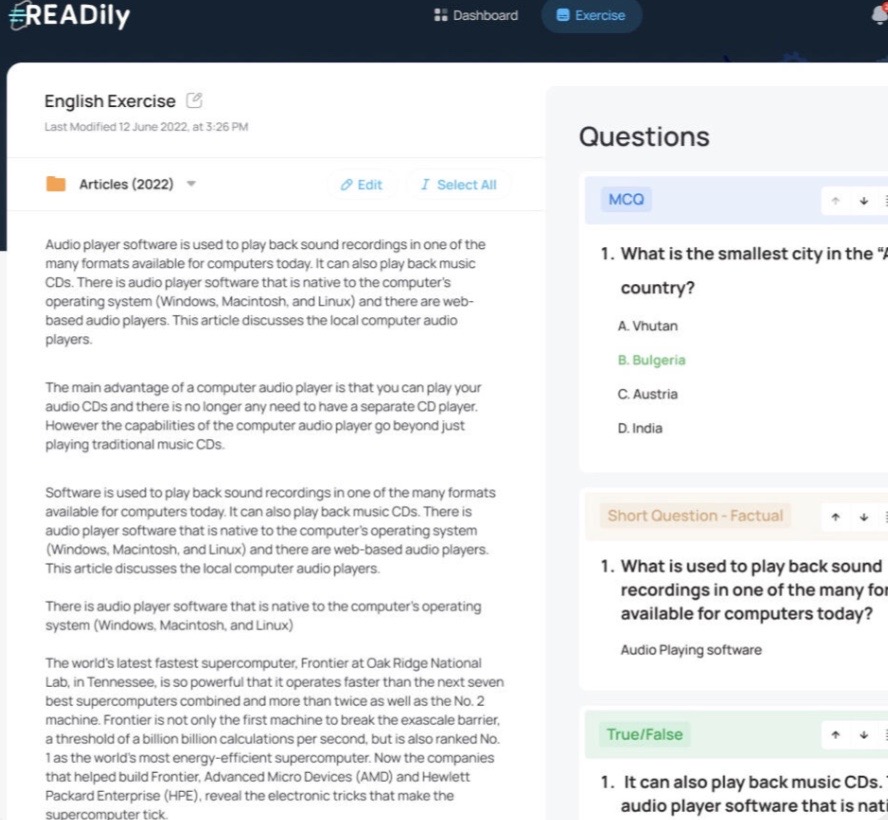 READily
Dashboard
Exercise
English Exercise
Last Modified 12 June 2022, at 3:26 PM
Articles (2022)
Edit
Select All
Audio player software is used to play back sound recordings in one of the
many formats available for computers today. It can also play back music
CDs. There is audio player software that is native to the computer's
operating system (Windows, Macintosh, and Linux) and there are web-
based audio players. This article discusses the local computer audio
players.
The main advantage of a computer audio player is that you can play your
audio CDs and there is no longer any need to have a separate CD player.
However the capabilities of the computer audio player go beyond just
playing traditional music CDs.
Software is used to play back sound recordings in one of the many formats
available for computers today. It can also play back music CDs. There is
audio player software that is native to the computer's operating system
(Windows, Macintosh, and Linux) and there are web-based audio players.
This article discusses the local computer audio players.
There is audio player software that is native to the computer's operating
system (Windows, Macintosh, and Linux)
The world's latest fastest supercomputer, Frontier at Oak Ridge National
Lab, in Tennessee, is so powerful that it operates faster than the next seven
best supercomputers combined and more than twice as well as the No. 2
machine. Frontier is not only the first machine to break the exascale barrier,
a threshold of a billion billion calculations per second, but is also ranked No.
1 as the world's most energy-efficient supercomputer. Now the companies
that helped build Frontier, Advanced Micro Devices (AMD) and Hewlett
Packard Enterprise (HPE), reveal the electronic tricks that make the
supercomputer tick.
Questions
MCQ
1. What is the smallest city in the "A
country?
A. Vhutan
B. Bulgeria
C. Austria
D. India
Short Question - Factual
1. What is used to play back sound
recordings in one of the many for
available for computers today?
Audio Playing software
True/False
1. It can also play back music CDs.
audio player software that is nati